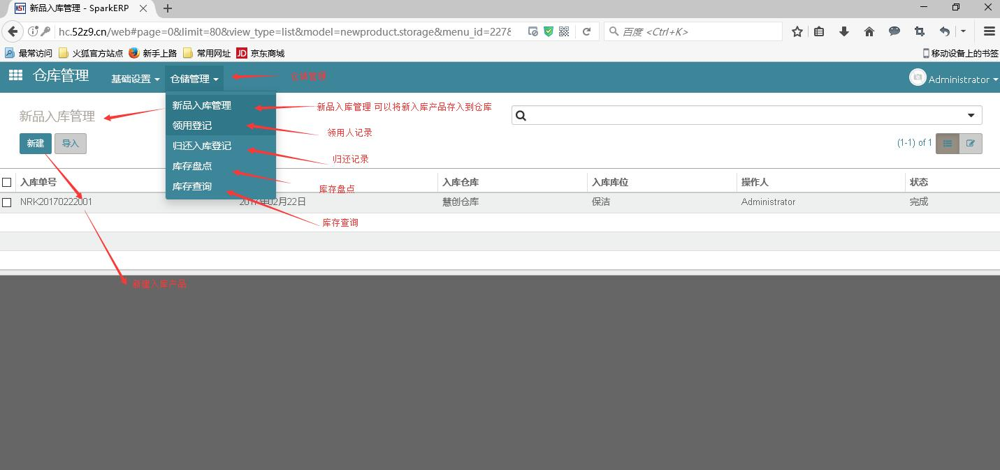 新品入库管理 - SparkERP
hc.52z9.cn/web#page=0&limit=80&view_type=list&model=newproduct.storage&menu_id=227&
百度 <Ctrl+K>
最常访问 火狐官方站点 新手上路 常用网址 JD 京东商城 移动设备上的书签
仓库管理 基础设置 仓储管理 仓储管理 Administrator
新品入库管理 新品入库管理 新品入库管理 可以将新入库产品存入到仓库
领用登记 领用人记录
新建 导入 (1-1) of 1
归还入库登记 归还记录
库存盘点 库存盘点
库存查询 库存查询
入库单号 入库仓库 入库库位 操作人 状态
NRK20170222001 2017年02月22日 慧创仓库 保洁 Administrator 完成
新建入库产品